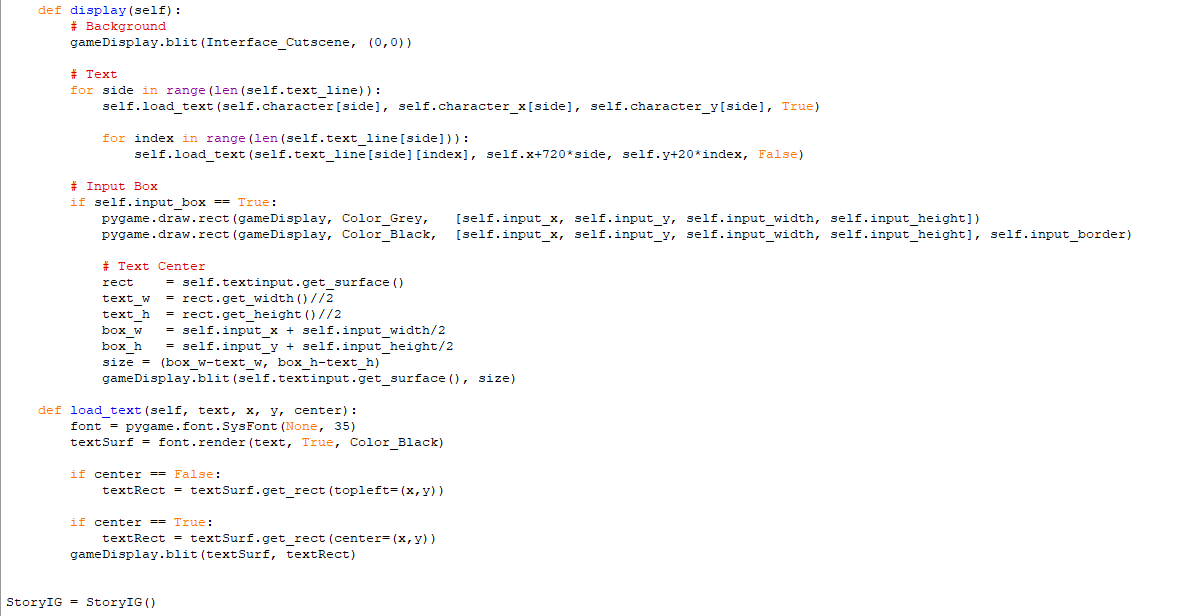 def display(self):
# Background
gameDisplay.blit(Interface_Cutscene, (0,0))
# Text
for side in range(len(self.text_line)):
self.load_text(self.character[side], self.character_x[side], self.character_y[side], True)
for index in range(len(self.text_line[side])):
self.load_text(self.text_line[side][index], self.x+720*side, self.y+20*index, False)
# Input Box
if self.input_box == True:
pygame.draw.rect(gameDisplay, Color_Grey,   [self.input_x, self.input_y, self.input_width, self.input_height])
pygame.draw.rect(gameDisplay, Color_Black,  [self.input_x, self.input_y, self.input_width, self.input_height], self.input_border)
# Text Center
rect    = self.textinput.get_surface()
text_w  = rect.get_width()//2
text_h  = rect.get_height()//2
box_w   = self.input_x + self.input_width/2
box_h   = self.input_y + self.input_height/2
size = (box_w-text_w, box_h-text_h)
gameDisplay.blit(self.textinput.get_surface(), size)
def load_text(self, text, x, y, center):
font = pygame.font.SysFont(None, 35)
textSurf = font.render(text, True, Color_Black)
if center == False:
textRect = textSurf.get_rect(topleft=(x,y))
if center == True:
textRect = textSurf.get_rect(center=(x,y))
gameDisplay.blit(textSurf, textRect)
StoryIG = StoryIG()